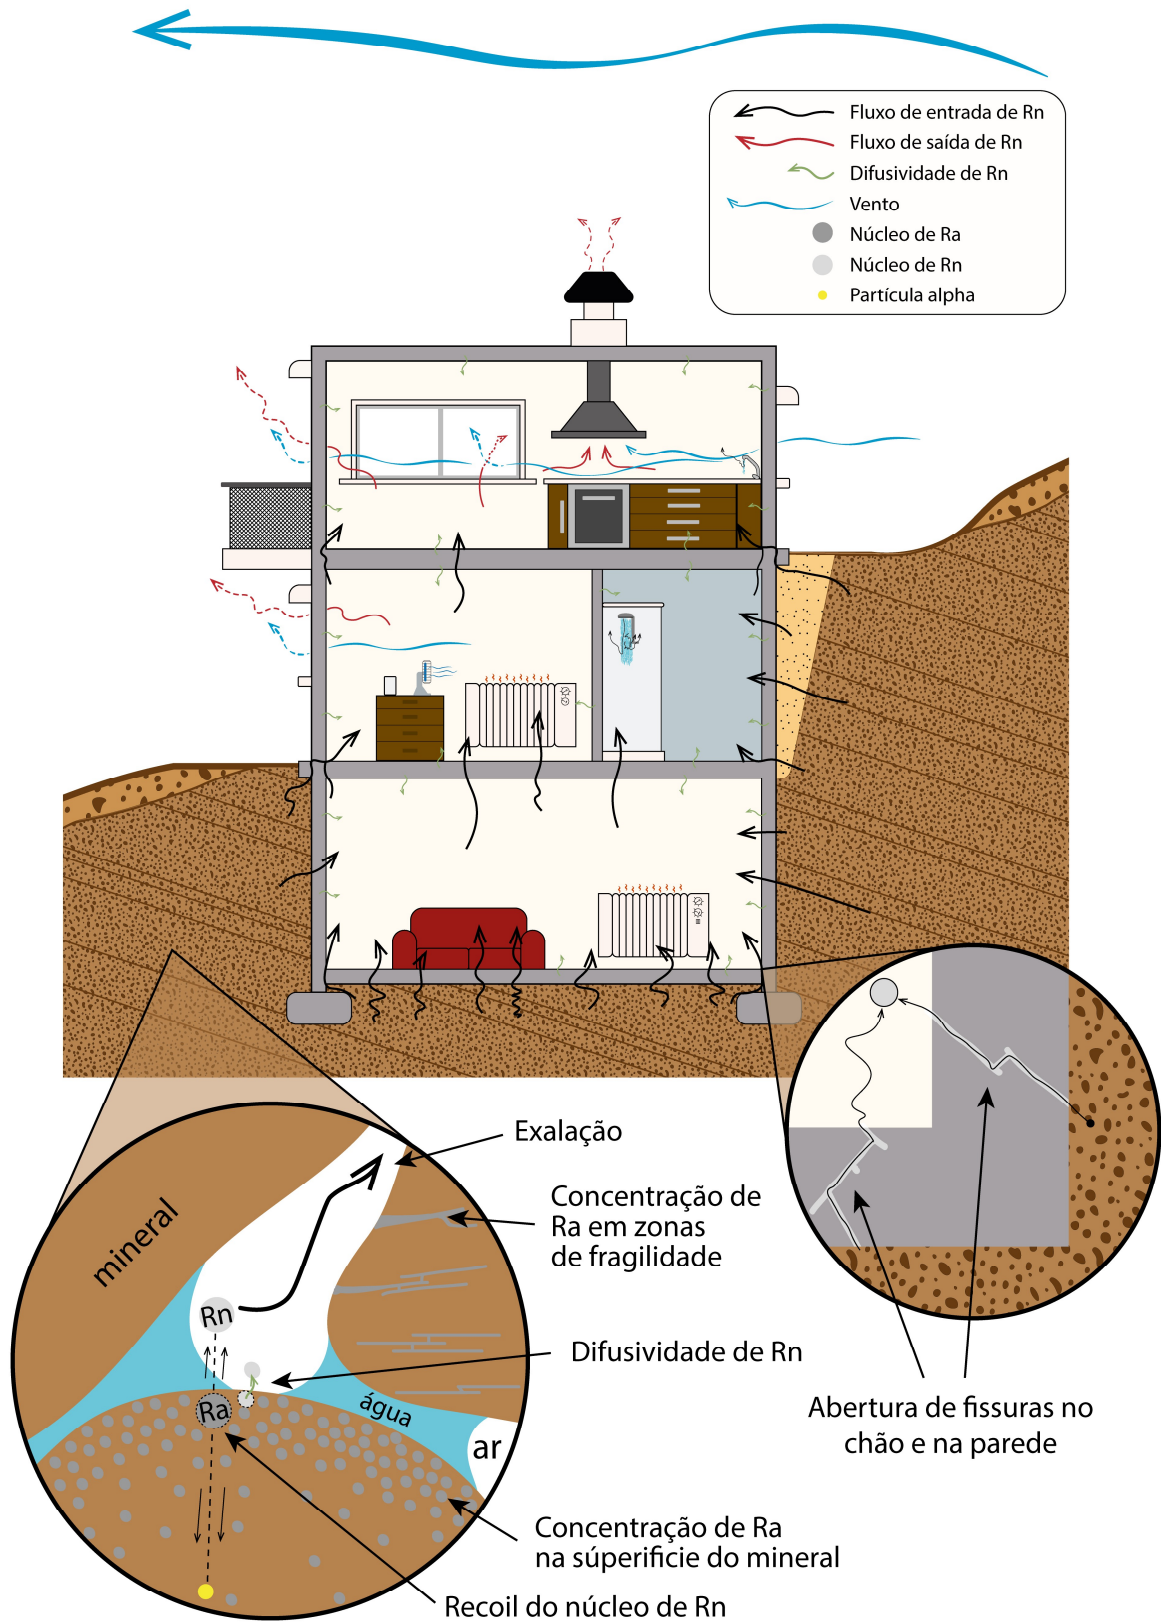 Fluxo de entrada de Rn
Fluxo de saída de Rn
Difusividade de Rn
Vento
Núcleo de Ra
Núcleo de Rn
Partícula alpha
Exalação
Concentração de
Ra em zonas
de fragilidade
mineral
Rn
Difusividade de Rn
Ra
água
ar
Abertura de fissuras no
chão e na parede
Concentração de Ra
na súperificie do mineral
Recoil do núcleo de Rn